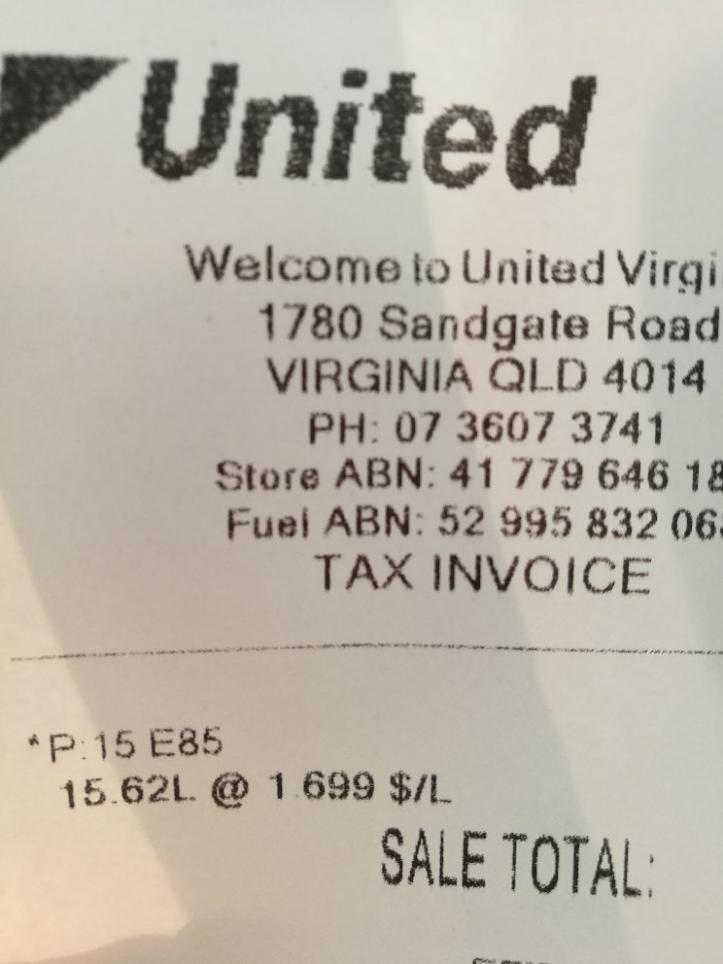 United
Welcome to United Virgi
1780 Sandgate Road
VIRGINIA QLD 4014
PH: 07 3607 3741
Store ABN: 41 779 646 18
Fuel ABN: 52 995 832 063
TAX INVOICE
*P:15 E85
15.62L @ 1.699 $/L
SALE TOTAL: